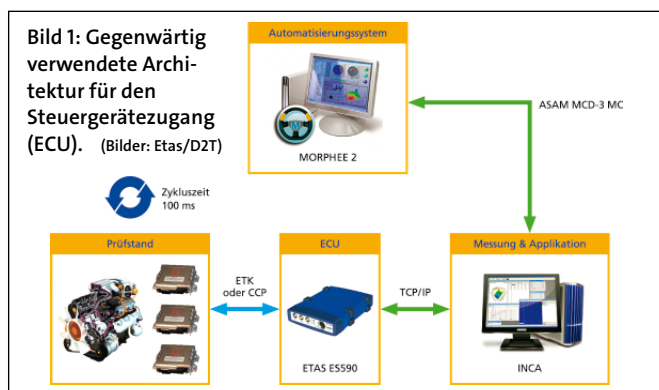 Bild 1: Gegenwärtig
verwendete Archi-
tektur für den
Steuergerätezugang
(ECU). (Bilder: Etas/D2T)
Automatisierungssystem
MORPHEE 2
ASAM MCD-3 MC
Zykluszeit
100 ms
Prüfstand
ETK
oder CCP
ECU
ETAS ES590
TCP/IP
Messung & Applikation
INCA